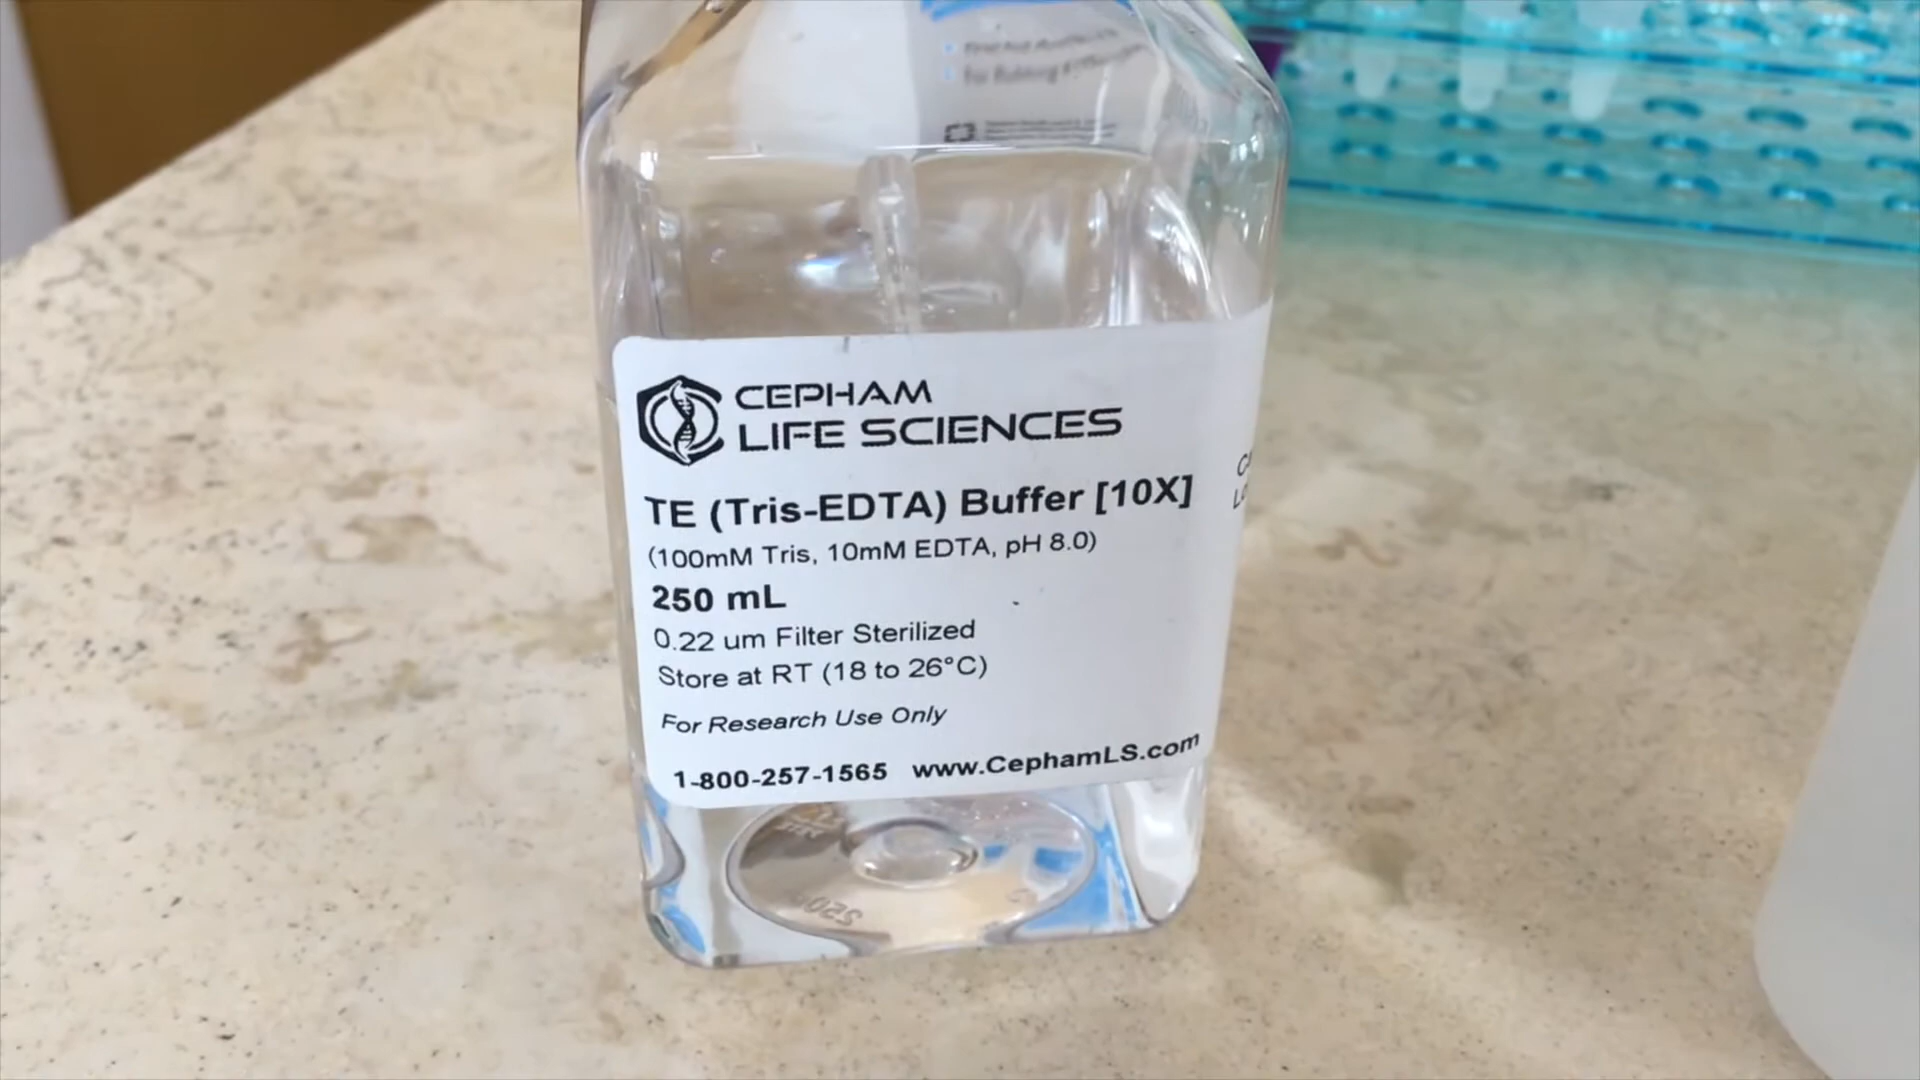 CEPHAM
LIFE SCIENCES
TE (Tris-EDTA) Buffer [10X]
(100mM Tris, 10mM EDTA, pH 8.0)
250 mL
0.22 um Filter Sterilized
Store at RT (18 to 26°C)
For Research Use Only
1-800-257-1565 www.CephamLS.com